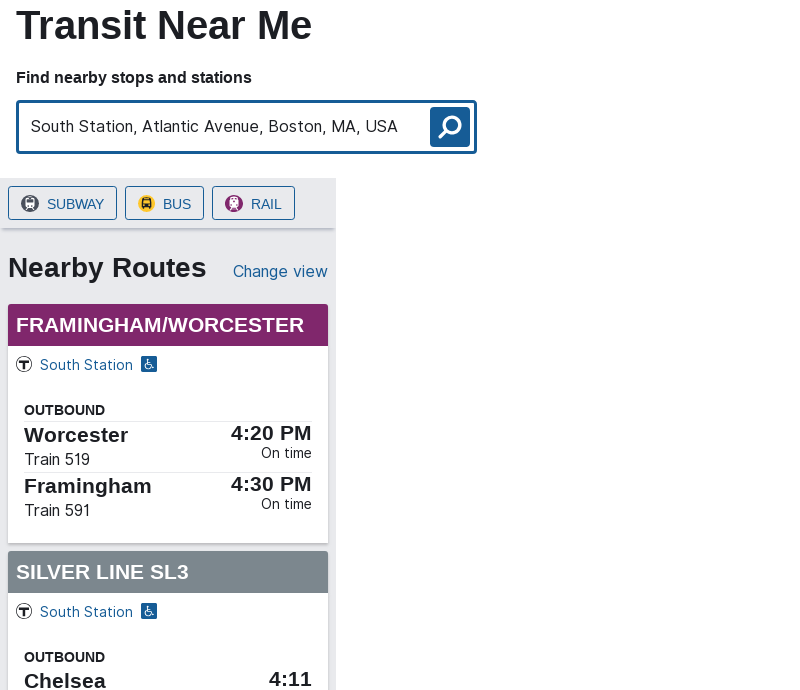 Transit Near Me
Find nearby stops and stations
South Station, Atlantic Avenue, Boston, MA, USA
SUBWAY BUS RAIL
Nearby Routes Change view
FRAMINGHAM/WORCESTER
T South Station
OUTBOUND
Worcester 4:20 PM
Train 519 On time
Framingham 4:30 PM
Train 591 On time
SILVER LINE SL3
T South Station
OUTBOUND
Chelsea 4:11